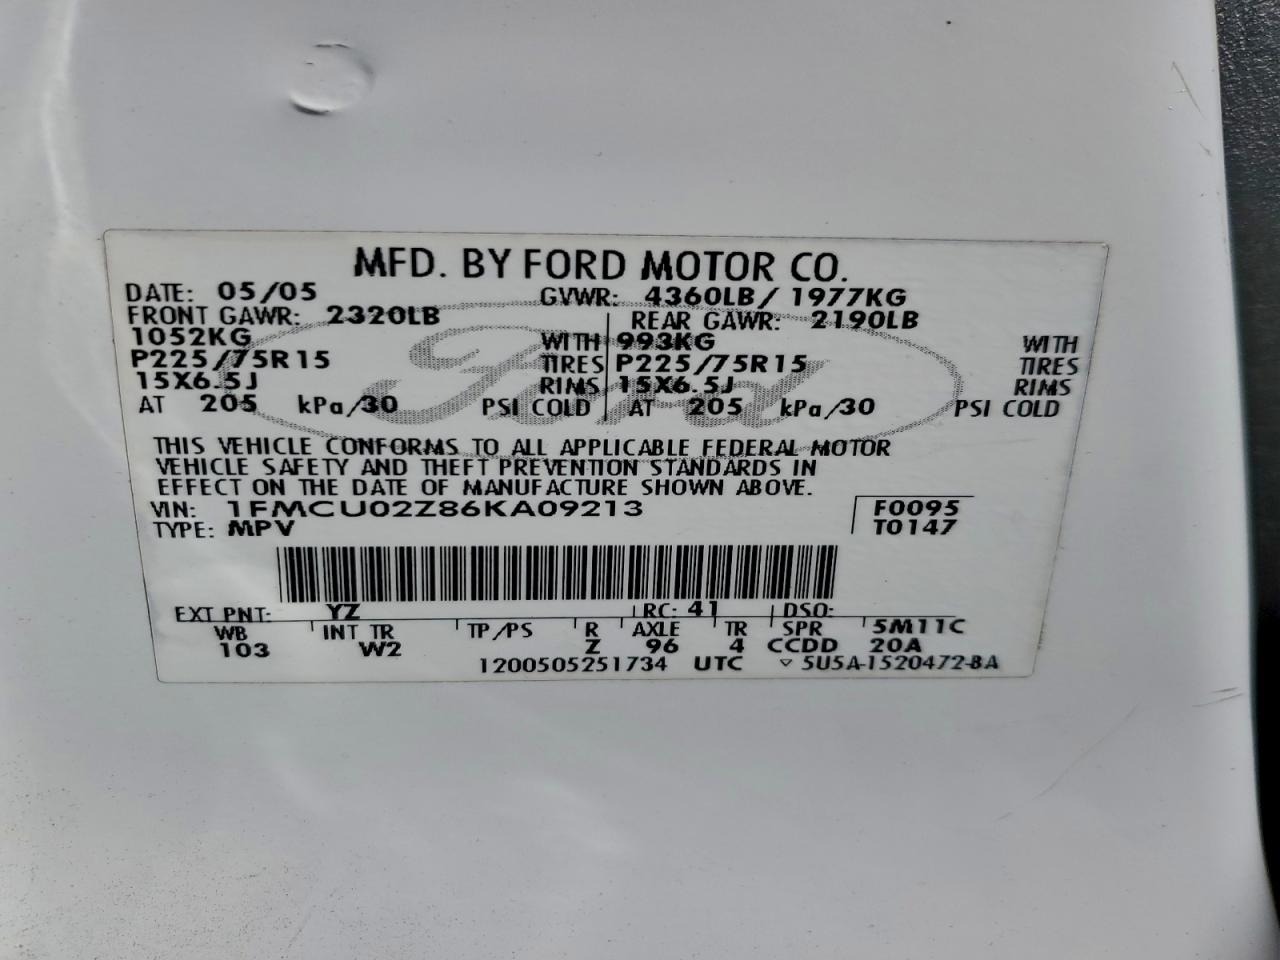 MFD. BY FORD MOTOR CO.
DATE: 05/05 GVWR: 4360LB / 1977KG
FRONT GAWR: 2320LB REAR GAWR: 2190LB
1052KG WITH 993KG WITH
P225/75R15 TIRES P225/75R15 TIRES
15X6.5J RIMS 15X6.5J RIMS
AT 205 kPa/30 PSI COLD AT 205 kPa/30 PSI COLD
Ford
THIS VEHICLE CONFORMS TO ALL APPLICABLE FEDERAL MOTOR
VEHICLE SAFETY AND THEFT PREVENTION STANDARDS IN
EFFECT ON THE DATE OF MANUFACTURE SHOWN ABOVE.
VIN: 1FMCU02Z86KA09213 F0095
TYPE: MPV T0147
EXT PNT: YZ RC: 41 DSO:
WB INT TR TP/PS R AXLE TR SPR 5M11C
103 W2 Z 96 4 CCDD 20A
1200505251734 UTC ▽ 5U5A-1520472-BA